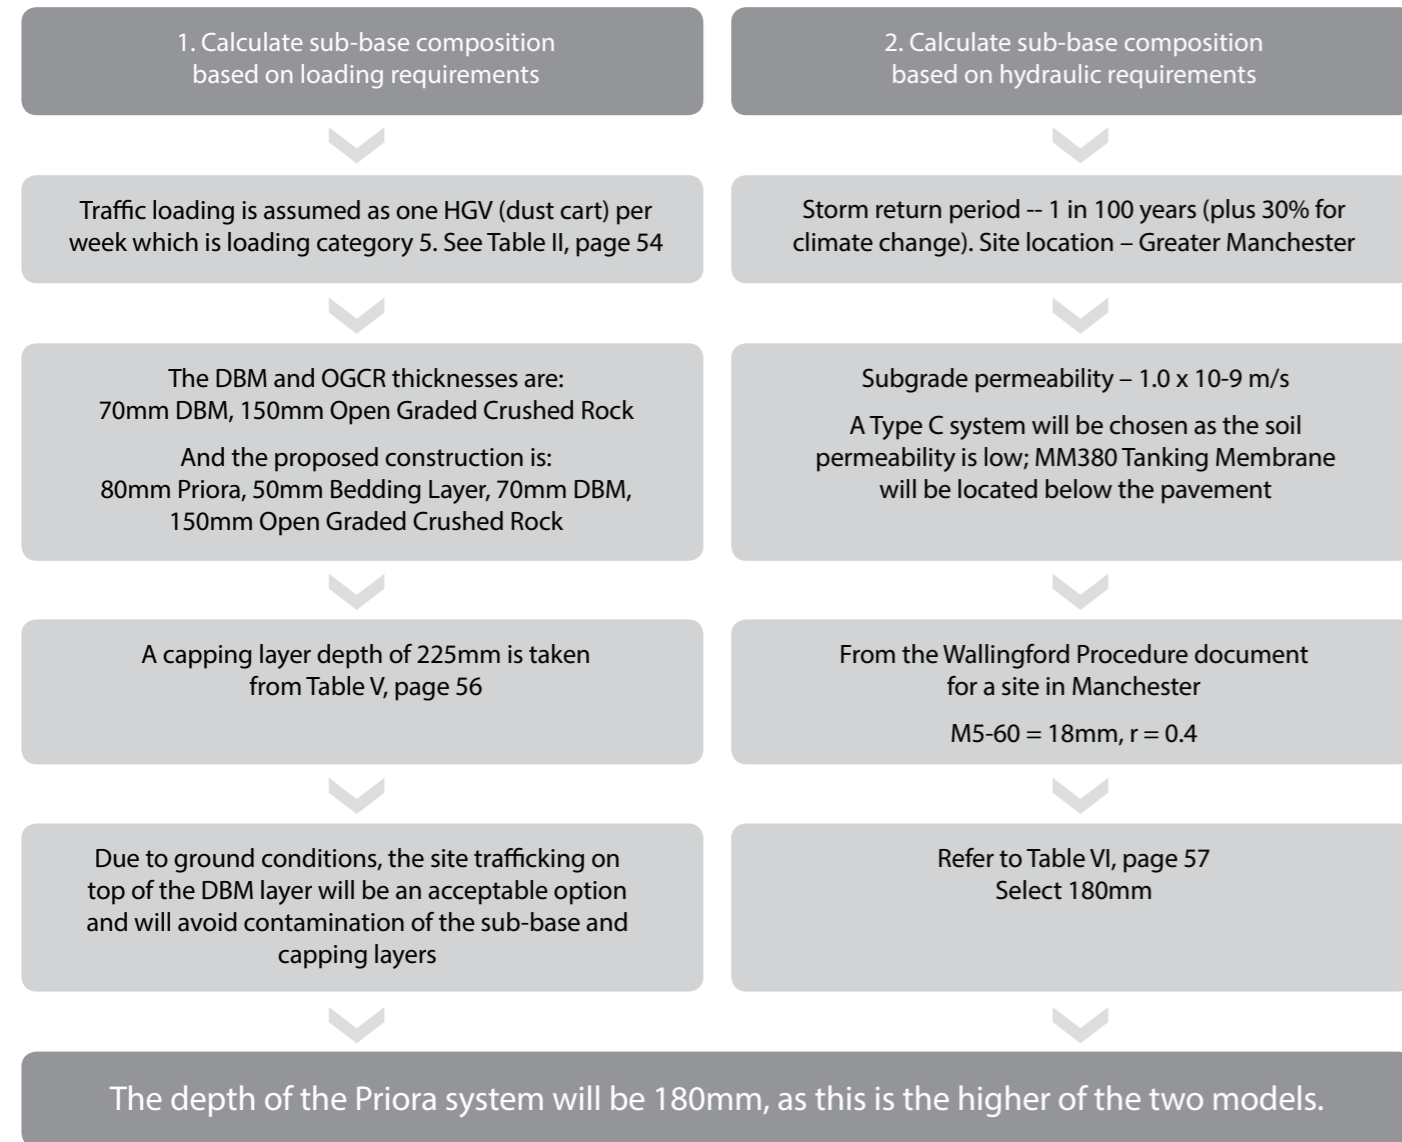 1. Calculate sub-base composition
based on loading requirements
Traffic loading is assumed as one HGV (dust cart) per
week which is loading category 5. See Table II, page 54
The DBM and OGCR thicknesses are:
70mm DBM, 150mm Open Graded Crushed Rock
And the proposed construction is:
80mm Priora, 50mm Bedding Layer, 70mm DBM,
150mm Open Graded Crushed Rock
A capping layer depth of 225mm is taken
from Table V, page 56
Due to ground conditions, the site trafficking on
top of the DBM layer will be an acceptable option
and will avoid contamination of the sub-base and
capping layers
2. Calculate sub-base composition
based on hydraulic requirements
Storm return period -- 1 in 100 years (plus 30% for
climate change). Site location – Greater Manchester
Subgrade permeability – 1.0 x 10-9 m/s
A Type C system will be chosen as the soil
permeability is low; MM380 Tanking Membrane
will be located below the pavement
From the Wallingford Procedure document
for a site in Manchester
M5-60 = 18mm, r = 0.4
Refer to Table VI, page 57
Select 180mm
The depth of the Priora system will be 180mm, as this is the higher of the two models.